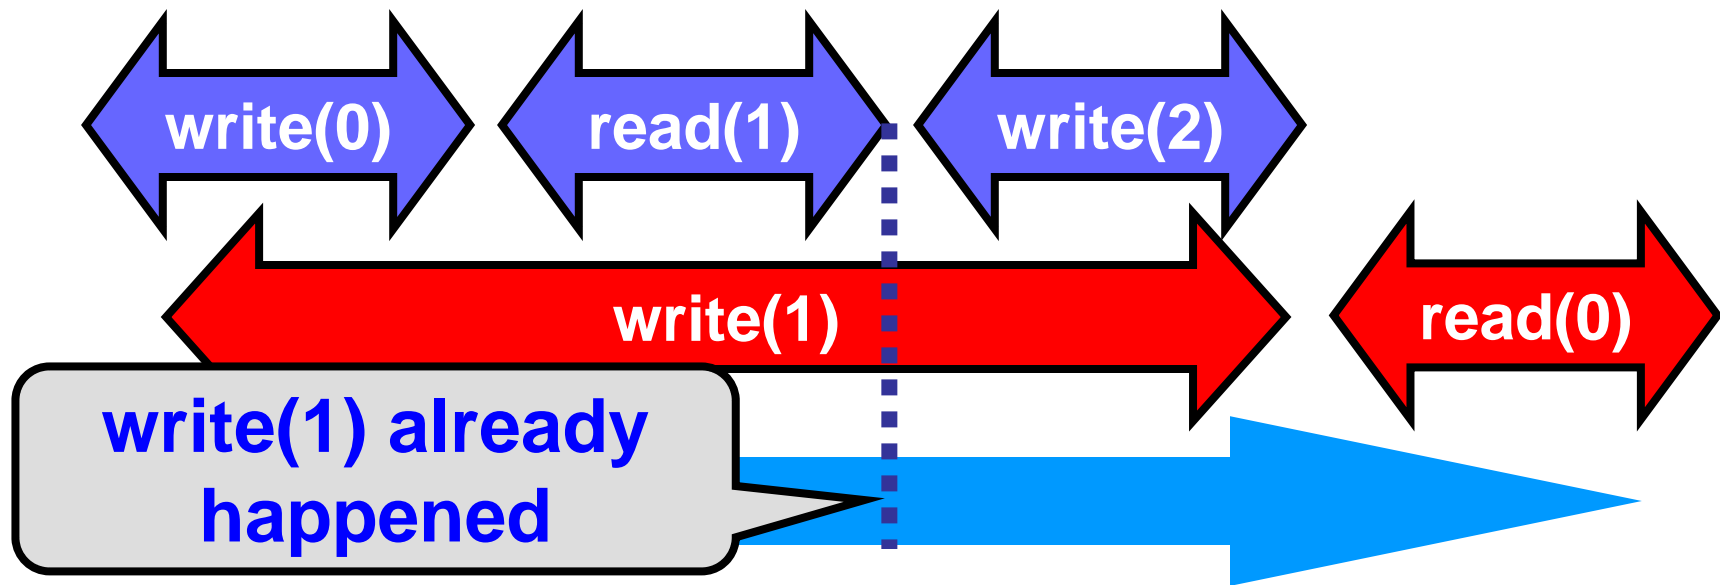 write(0) read(1) write(2)
write(1) read(0)
write(1) already
happened